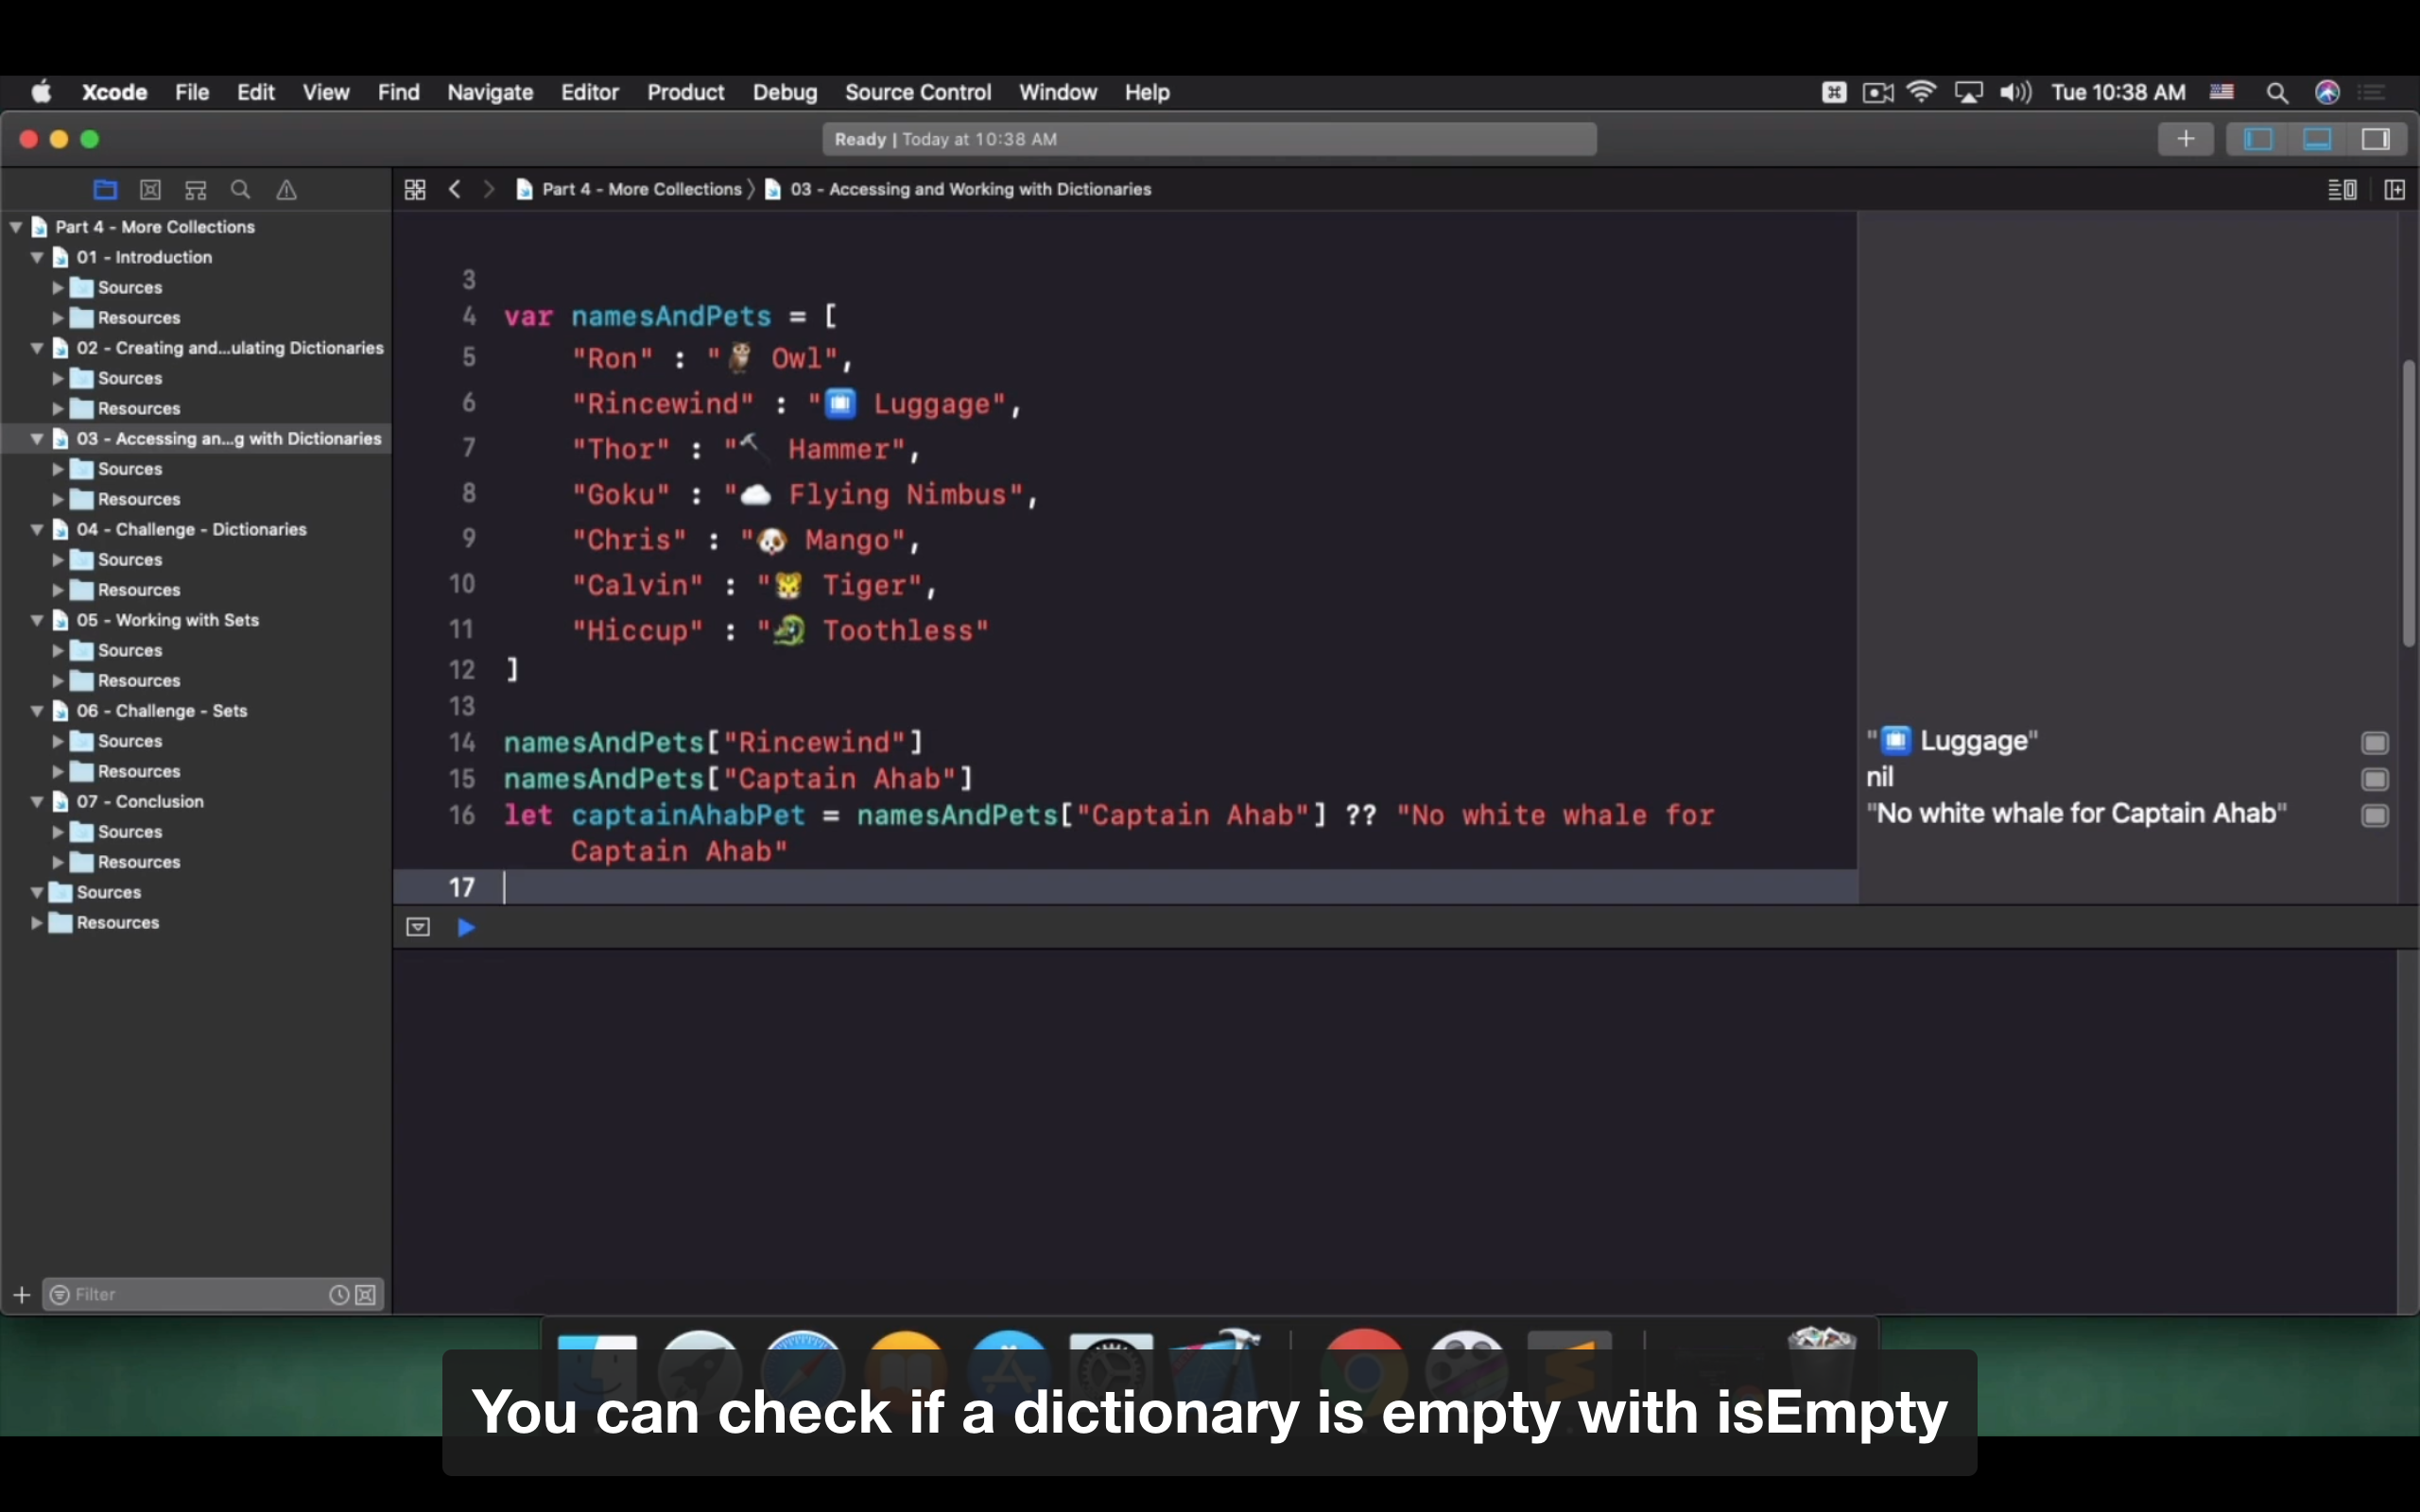 Xcode File Edit View Find Navigate Editor Product Debug Source Control Window Help Tue 10:38 AM
Ready | Today at 10:38 AM
Part 4 - More Collections 〉 03 - Accessing and Working with Dictionaries
Part 4 - More Collections
01 - Introduction
Sources
Resources
02 - Creating and...ulating Dictionaries
Sources
Resources
03 - Accessing an...g with Dictionaries
Sources
Resources
04 - Challenge - Dictionaries
Sources
Resources
05 - Working with Sets
Sources
Resources
06 - Challenge - Sets
Sources
Resources
07 - Conclusion
Sources
Resources
Sources
Resources
Filter
3
4 var namesAndPets = [
5 "Ron" : "🦉 Owl",
6 "Rincewind" : "🛄 Luggage",
7 "Thor" : "🔨 Hammer",
8 "Goku" : "☁️ Flying Nimbus",
9 "Chris" : "🐶 Mango",
10 "Calvin" : "🐯 Tiger",
11 "Hiccup" : "🐉 Toothless"
12 ]
13
14 namesAndPets["Rincewind"]
15 namesAndPets["Captain Ahab"]
16 let captainAhabPet = namesAndPets["Captain Ahab"] ?? "No white whale for
Captain Ahab"
17
"🛄 Luggage"
nil
"No white whale for Captain Ahab"
You can check if a dictionary is empty with isEmpty